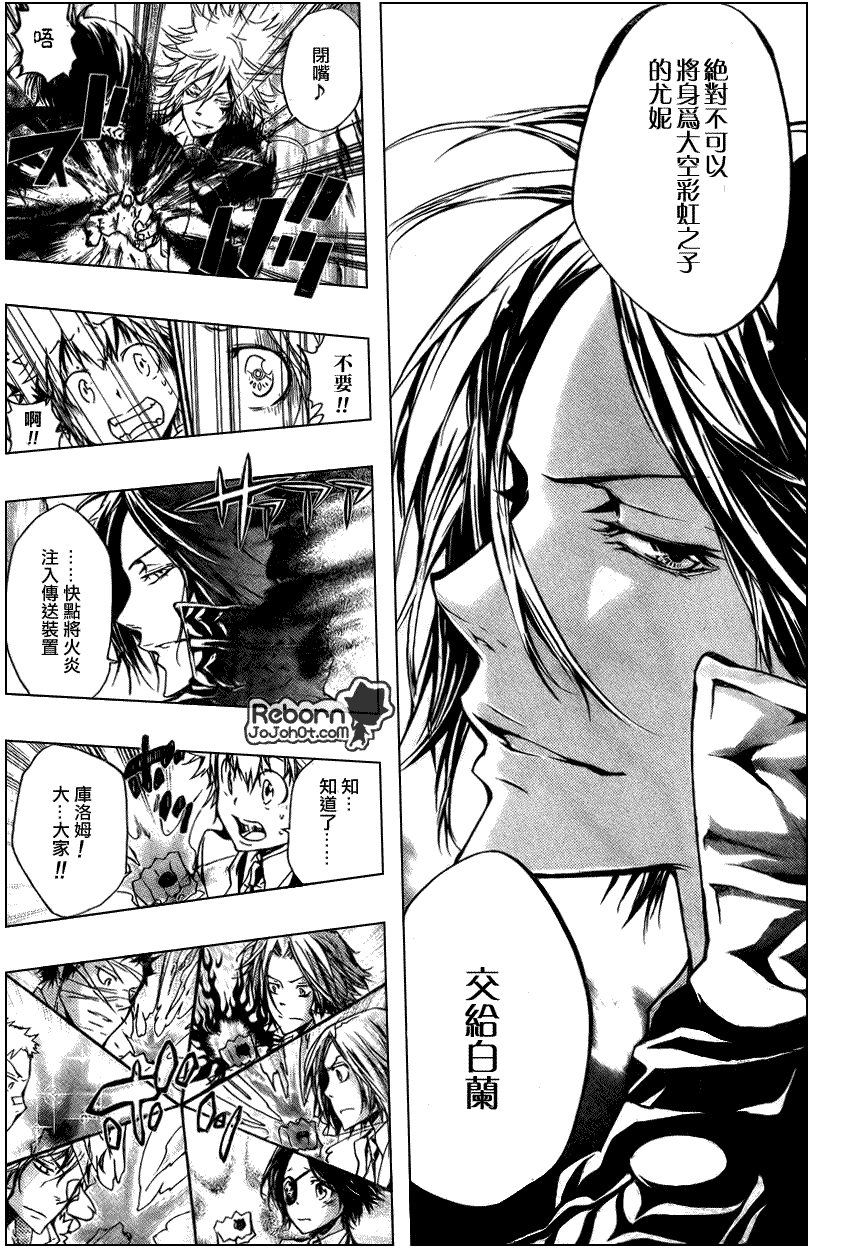 絕對不可以
將身爲大空彩虹之子
的尤妮
交給白蘭
閉嘴♪
唔
不要!!
啊!!
……快點將火炎
注入傳送裝置
知…
知道了……
庫洛姆！
大…大家!!
Reborn
JoJohOt.com